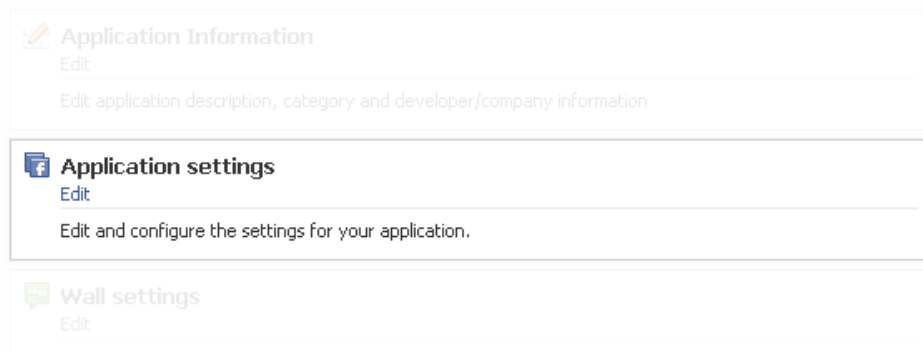 Application Information
Edit
Edit application description, category and developer/company information
Application settings
Edit
Edit and configure the settings for your application.
Wall settings
Edit